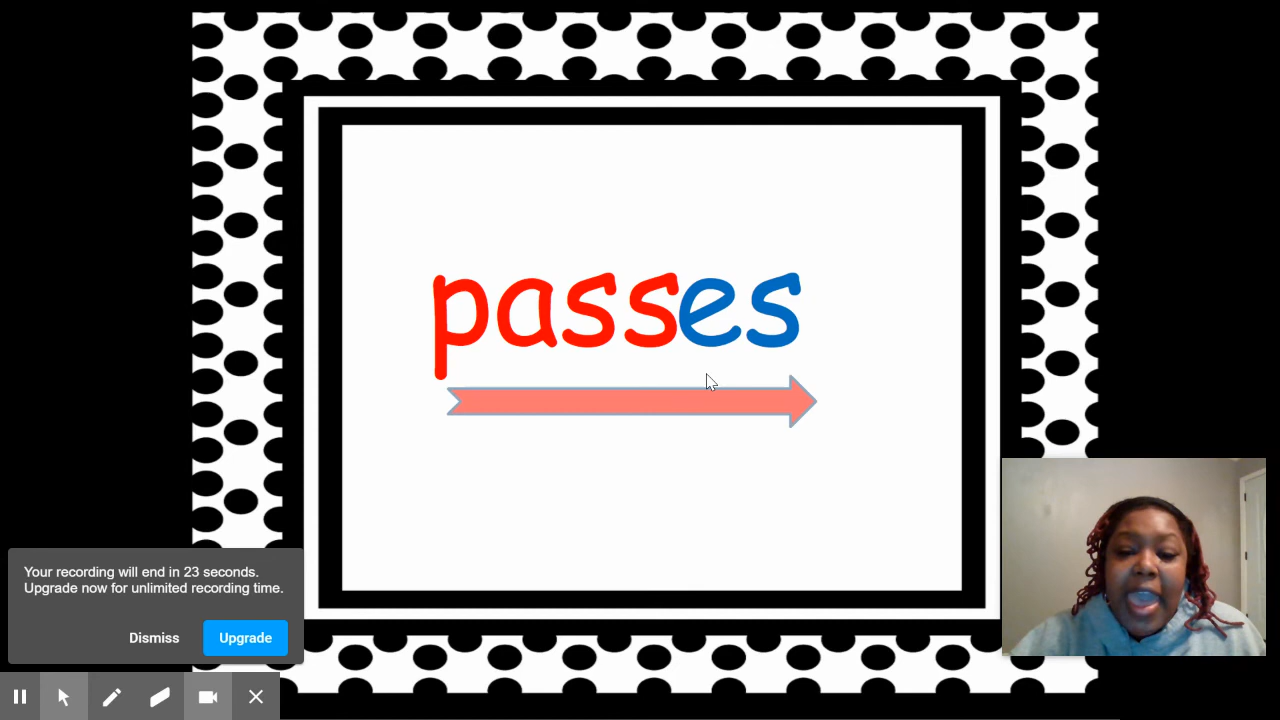 passes
Your recording will end in 23 seconds.
Upgrade now for unlimited recording time.
Dismiss Upgrade